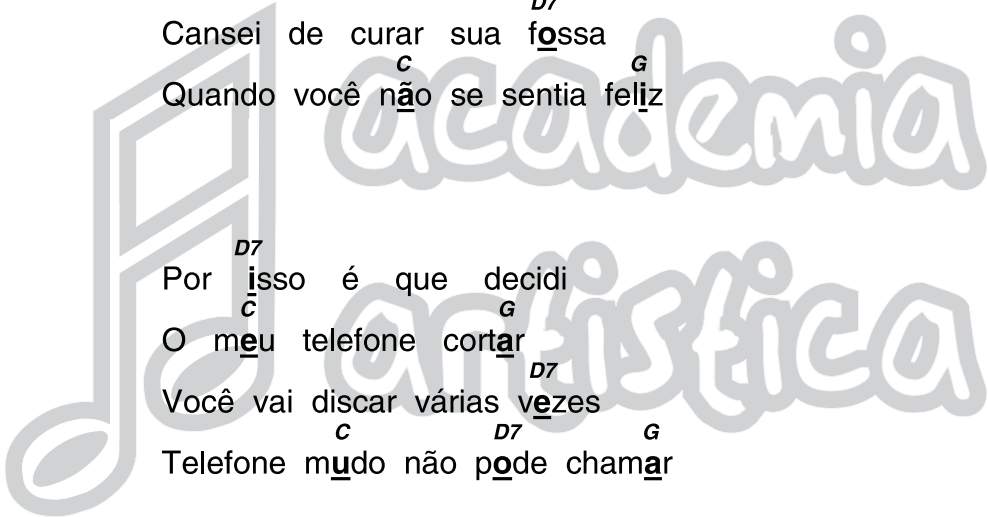 D7
Cansei de curar sua fossa
C G
Quando você não se sentia feliz
academia
D7
Por isso é que decidi
C G
O meu telefone cortar
artistica
D7
Você vai discar várias vezes
C D7 G
Telefone mudo não pode chamar